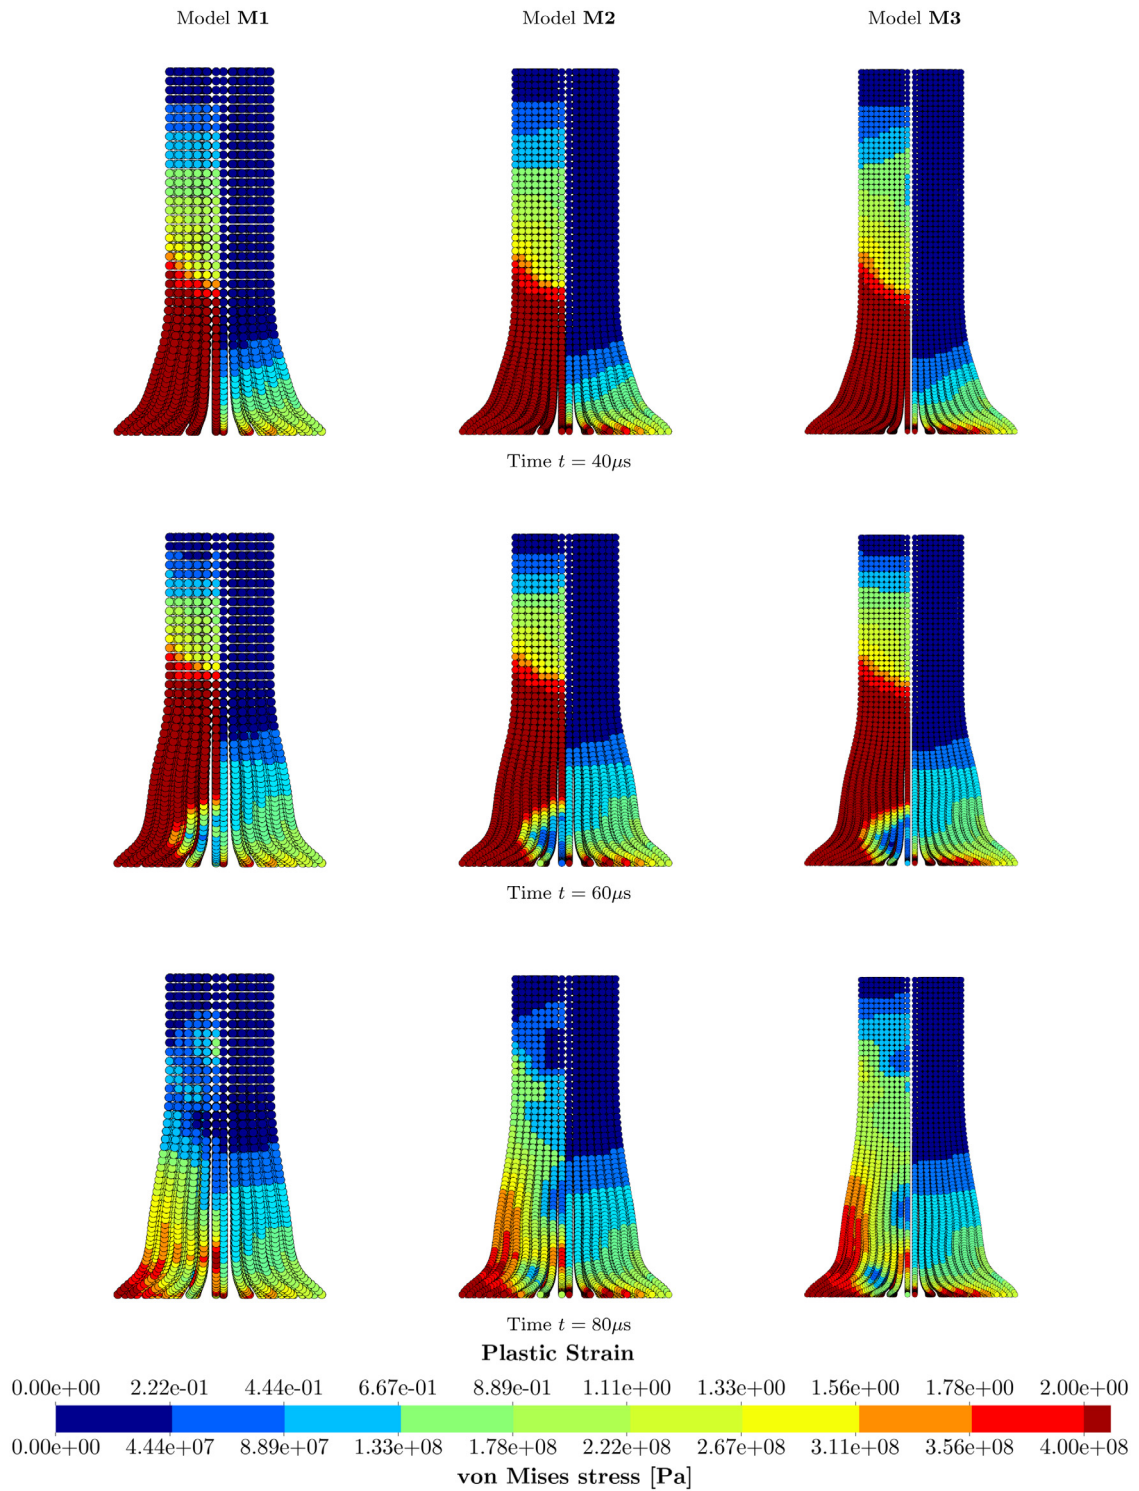 Model M1 Model M2 Model M3
Time t = 40μs
Time t = 60μs
Time t = 80μs
Plastic Strain
0.00e+00 2.22e-01 4.44e-01 6.67e-01 8.89e-01 1.11e+00 1.33e+00 1.56e+00 1.78e+00 2.00e+00
0.00e+00 4.44e+07 8.89e+07 1.33e+08 1.78e+08 2.22e+08 2.67e+08 3.11e+08 3.56e+08 4.00e+08
von Mises stress [Pa]